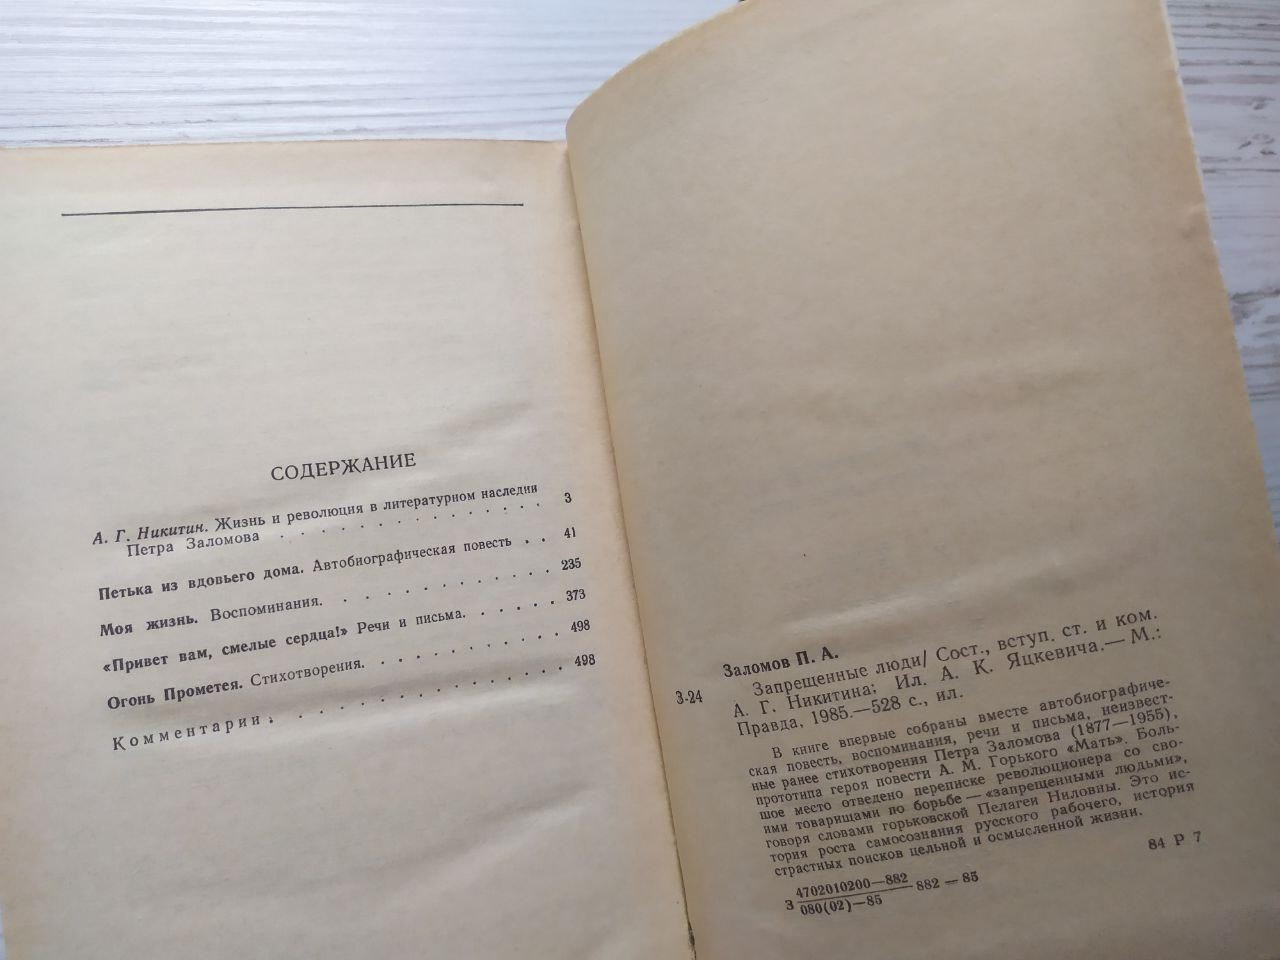 СОДЕРЖАНИЕ
А. Г. Никитин. Жизнь и революция в литературном наследии
Петра Заломова . . . . . . . . . . . . . . 3
Петька из вдовьего дома. Автобиографическая повесть . . 41
Моя жизнь. Воспоминания. . . . . . . . . . . 235
«Привет вам, смелые сердца!» Речи и письма. . . . . . 373
Огонь Прометея. Стихотворения. . . . . . . . . . 498
Комментарии . . . . . . . . . . . . . . 498
Заломов П. А.
З-24 Запрещенные люди/ Сост., вступ. ст. и ком.
А. Г. Никитина; Ил. А. К. Яцкевича.— М.:
Правда, 1985.—528 с., ил.
В книге впервые собраны вместе автобиографиче-
ская повесть, воспоминания, речи и письма, неизвест-
ные ранее стихотворения Петра Заломова (1877—1955),
прототипа героя повести А. М. Горького «Мать». Боль-
шое место отведено переписке революционера со сво-
ими товарищами по борьбе — «запрещенными людьми»,
говоря словами горьковской Пелагеи Ниловны. Это ис-
тория роста самосознания русского рабочего, история
страстных поисков цельной и осмысленной жизни.
84 Р 7
4702010200—882
З 882—85
080(02)—85